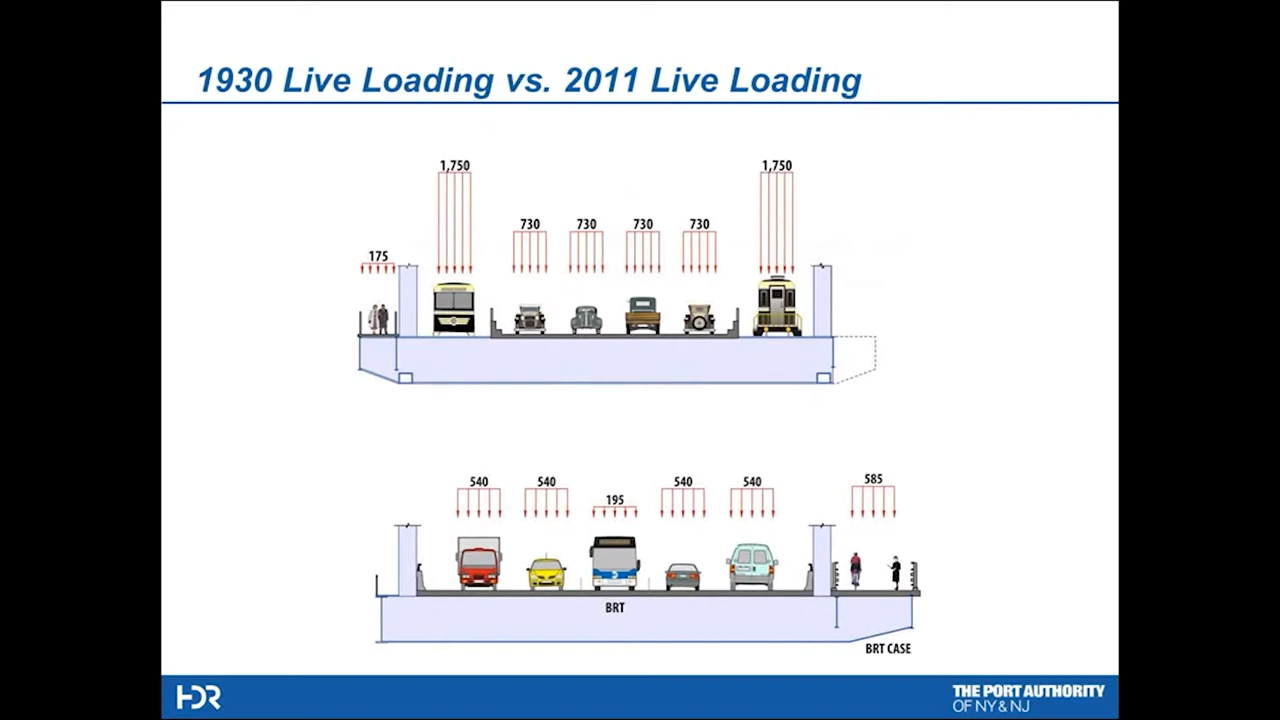 1930 Live Loading vs. 2011 Live Loading
1,750
1,750
730
730
730
730
175
540
540
195
540
540
585
BRT
BRT CASE
HDR
THE PORT AUTHORITY
OF NY & NJ